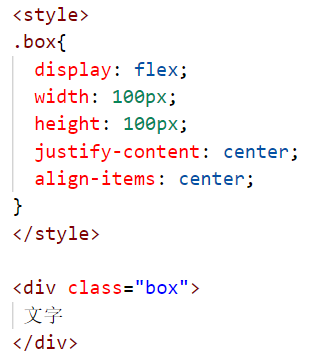 <style>
.box{
  display: flex;
  width: 100px;
  height: 100px;
  justify-content: center;
  align-items: center;
}
</style>

<div class="box">
  文字
</div>